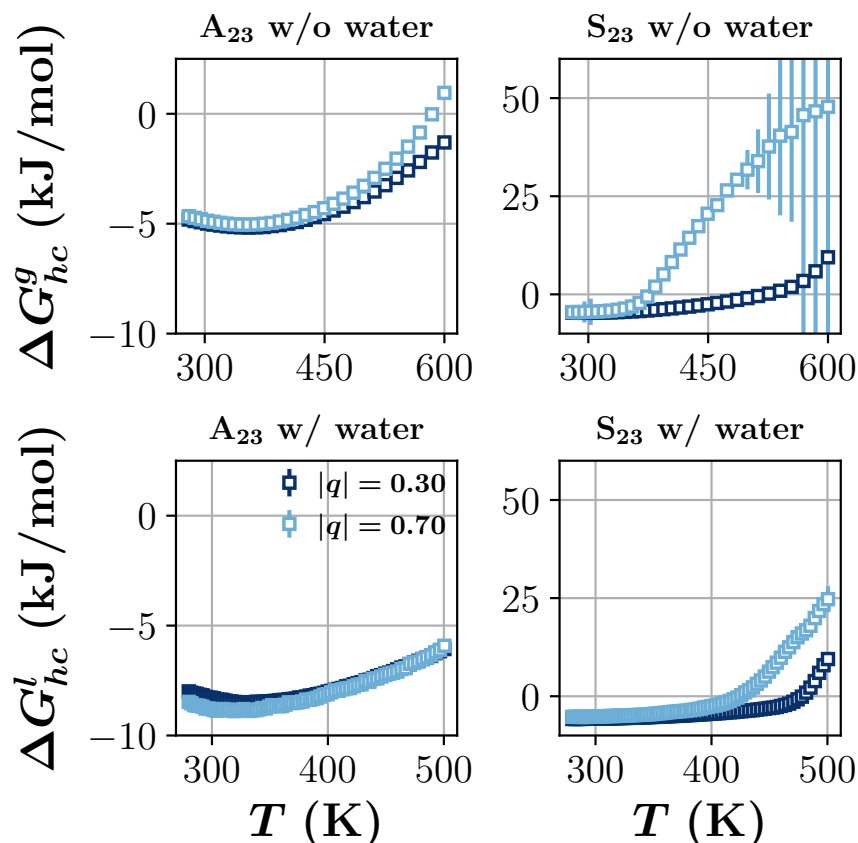 A₂₃ w/o water
S₂₃ w/o water
ΔG^g_hc (kJ/mol)
0
−5
−10
300
450
600
50
25
0
300
450
600
A₂₃ w/ water
S₂₃ w/ water
ΔG^l_hc (kJ/mol)
0
−5
−10
|q| = 0.30
|q| = 0.70
300
400
500
T (K)
50
25
0
300
400
500
T (K)